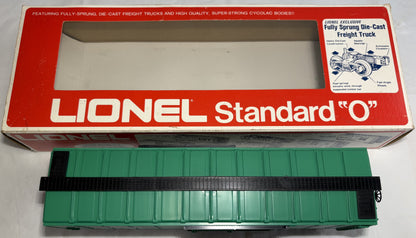 FEATURING FULLY-SPRUNG, DIE-CAST FREIGHT TRUCKS AND HIGH QUALITY, SUPER-STRONG CYCOLAC BODIES!
LIONEL EXCLUSIVE
Fully Sprung Die-Cast
Freight Truck
LIONEL Standard "O"
LIONEL